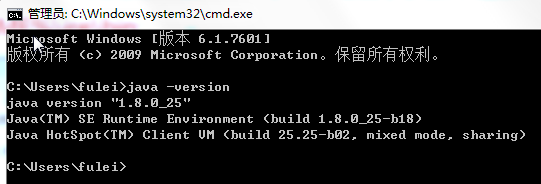 管理员: C:\Windows\system32\cmd.exe
Microsoft Windows [版本 6.1.7601]
版权所有 (c) 2009 Microsoft Corporation。保留所有权利。
C:\Users\fulei>java -version
java version "1.8.0_25"
Java(TM) SE Runtime Environment (build 1.8.0_25-b18)
Java HotSpot(TM) Client VM (build 25.25-b02, mixed mode, sharing)
C:\Users\fulei>